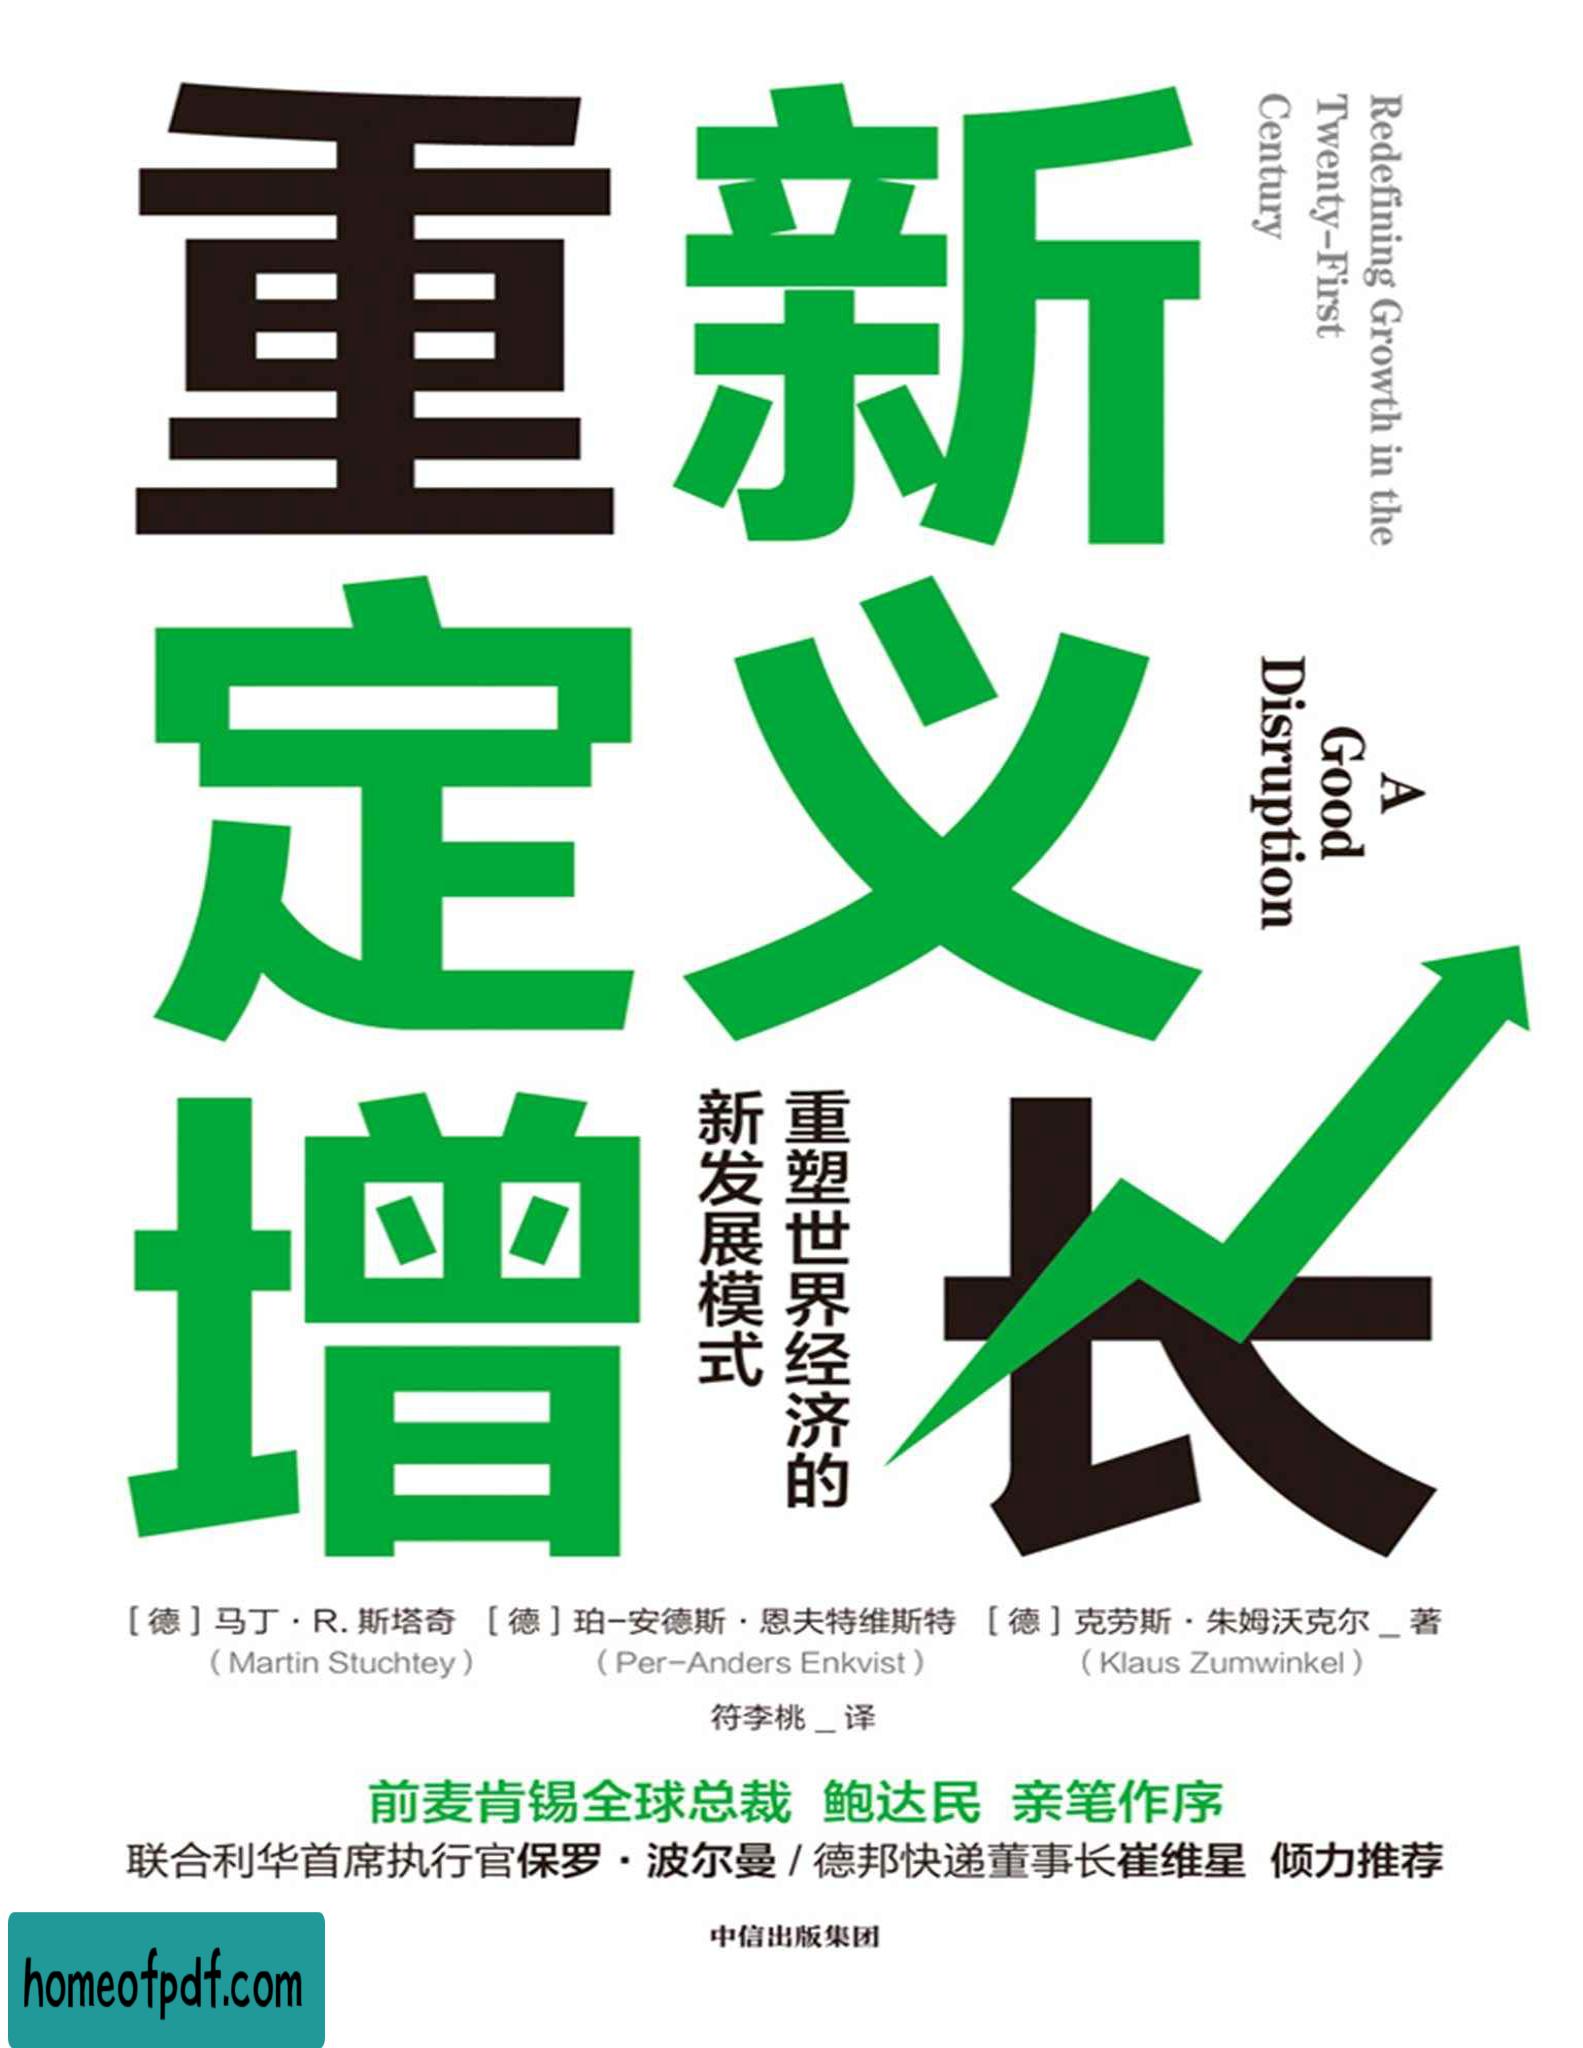 重新
定义
增长
Redefining Growth in the
Twenty-First
Century
A
Good
Disruption
重塑世界经济的
新发展模式
[德]马丁·R.斯塔奇 [德]珀-安德斯·恩夫特维斯特 [德]克劳斯·朱姆沃克尔_著
(Martin Stuchtey) (Per-Anders Enkvist) (Klaus Zumwinkel)
符李桃_译
前麦肯锡全球总裁 鲍达民 亲笔作序
联合利华首席执行官保罗·波尔曼/德邦快递董事长崔维星 倾力推荐
中信出版集团
homeofpdf.com